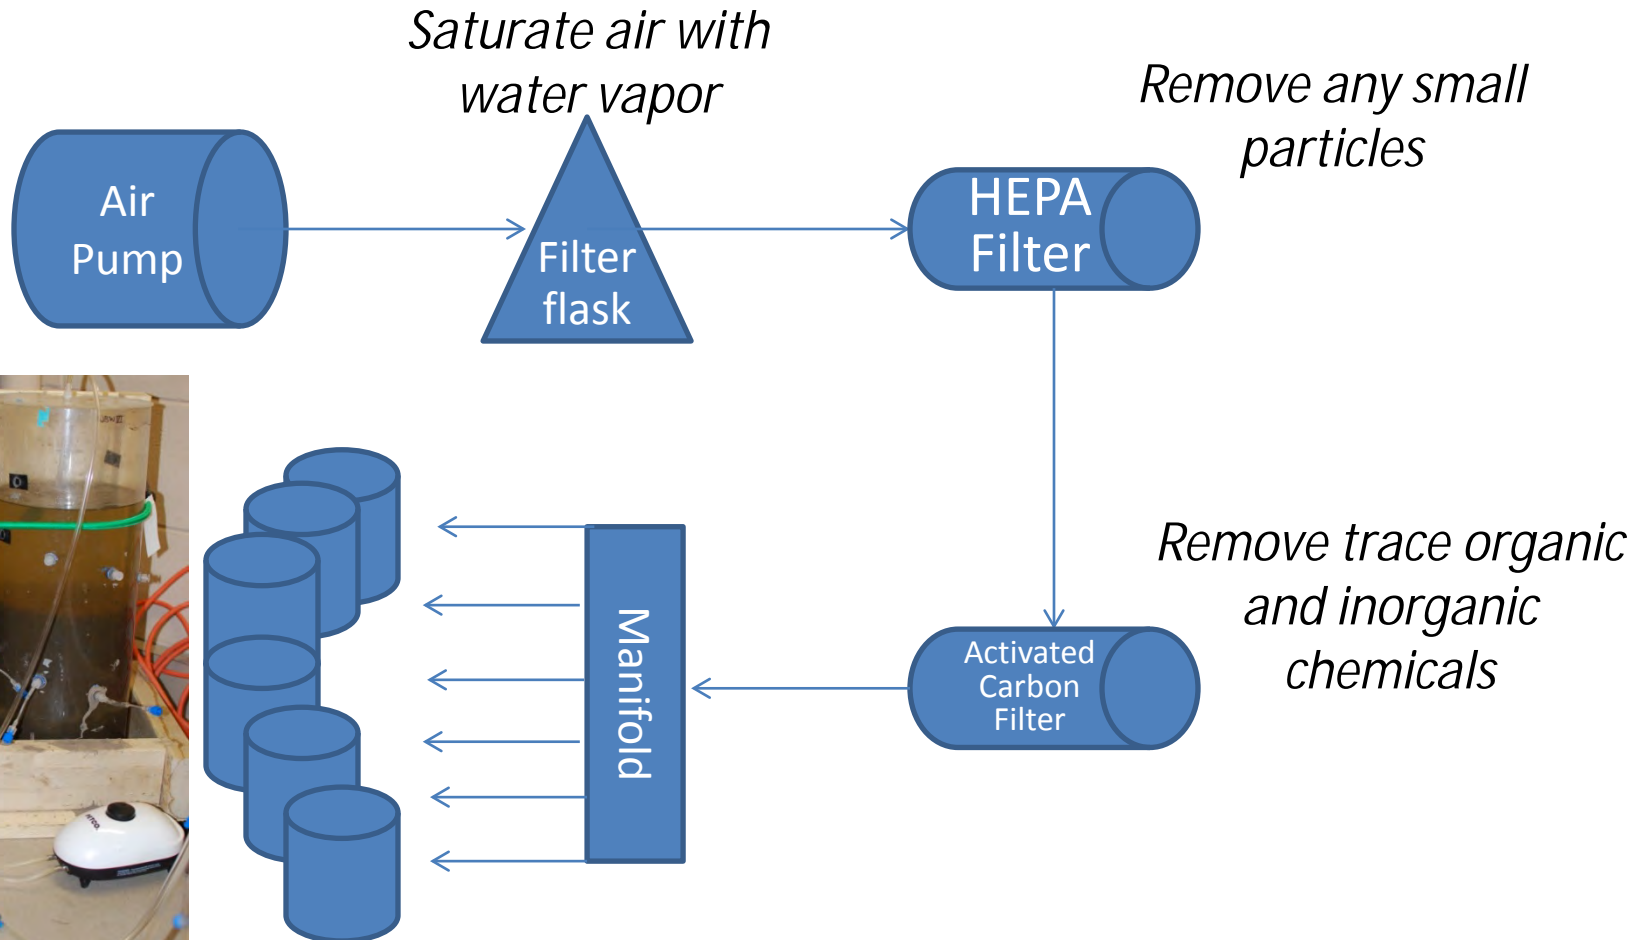 Saturate air with
water vapor
Remove any small
particles
Air
Pump
Filter
flask
HEPA
Filter
Remove trace organic
and inorganic
chemicals
Activated
Carbon
Filter
Manifold